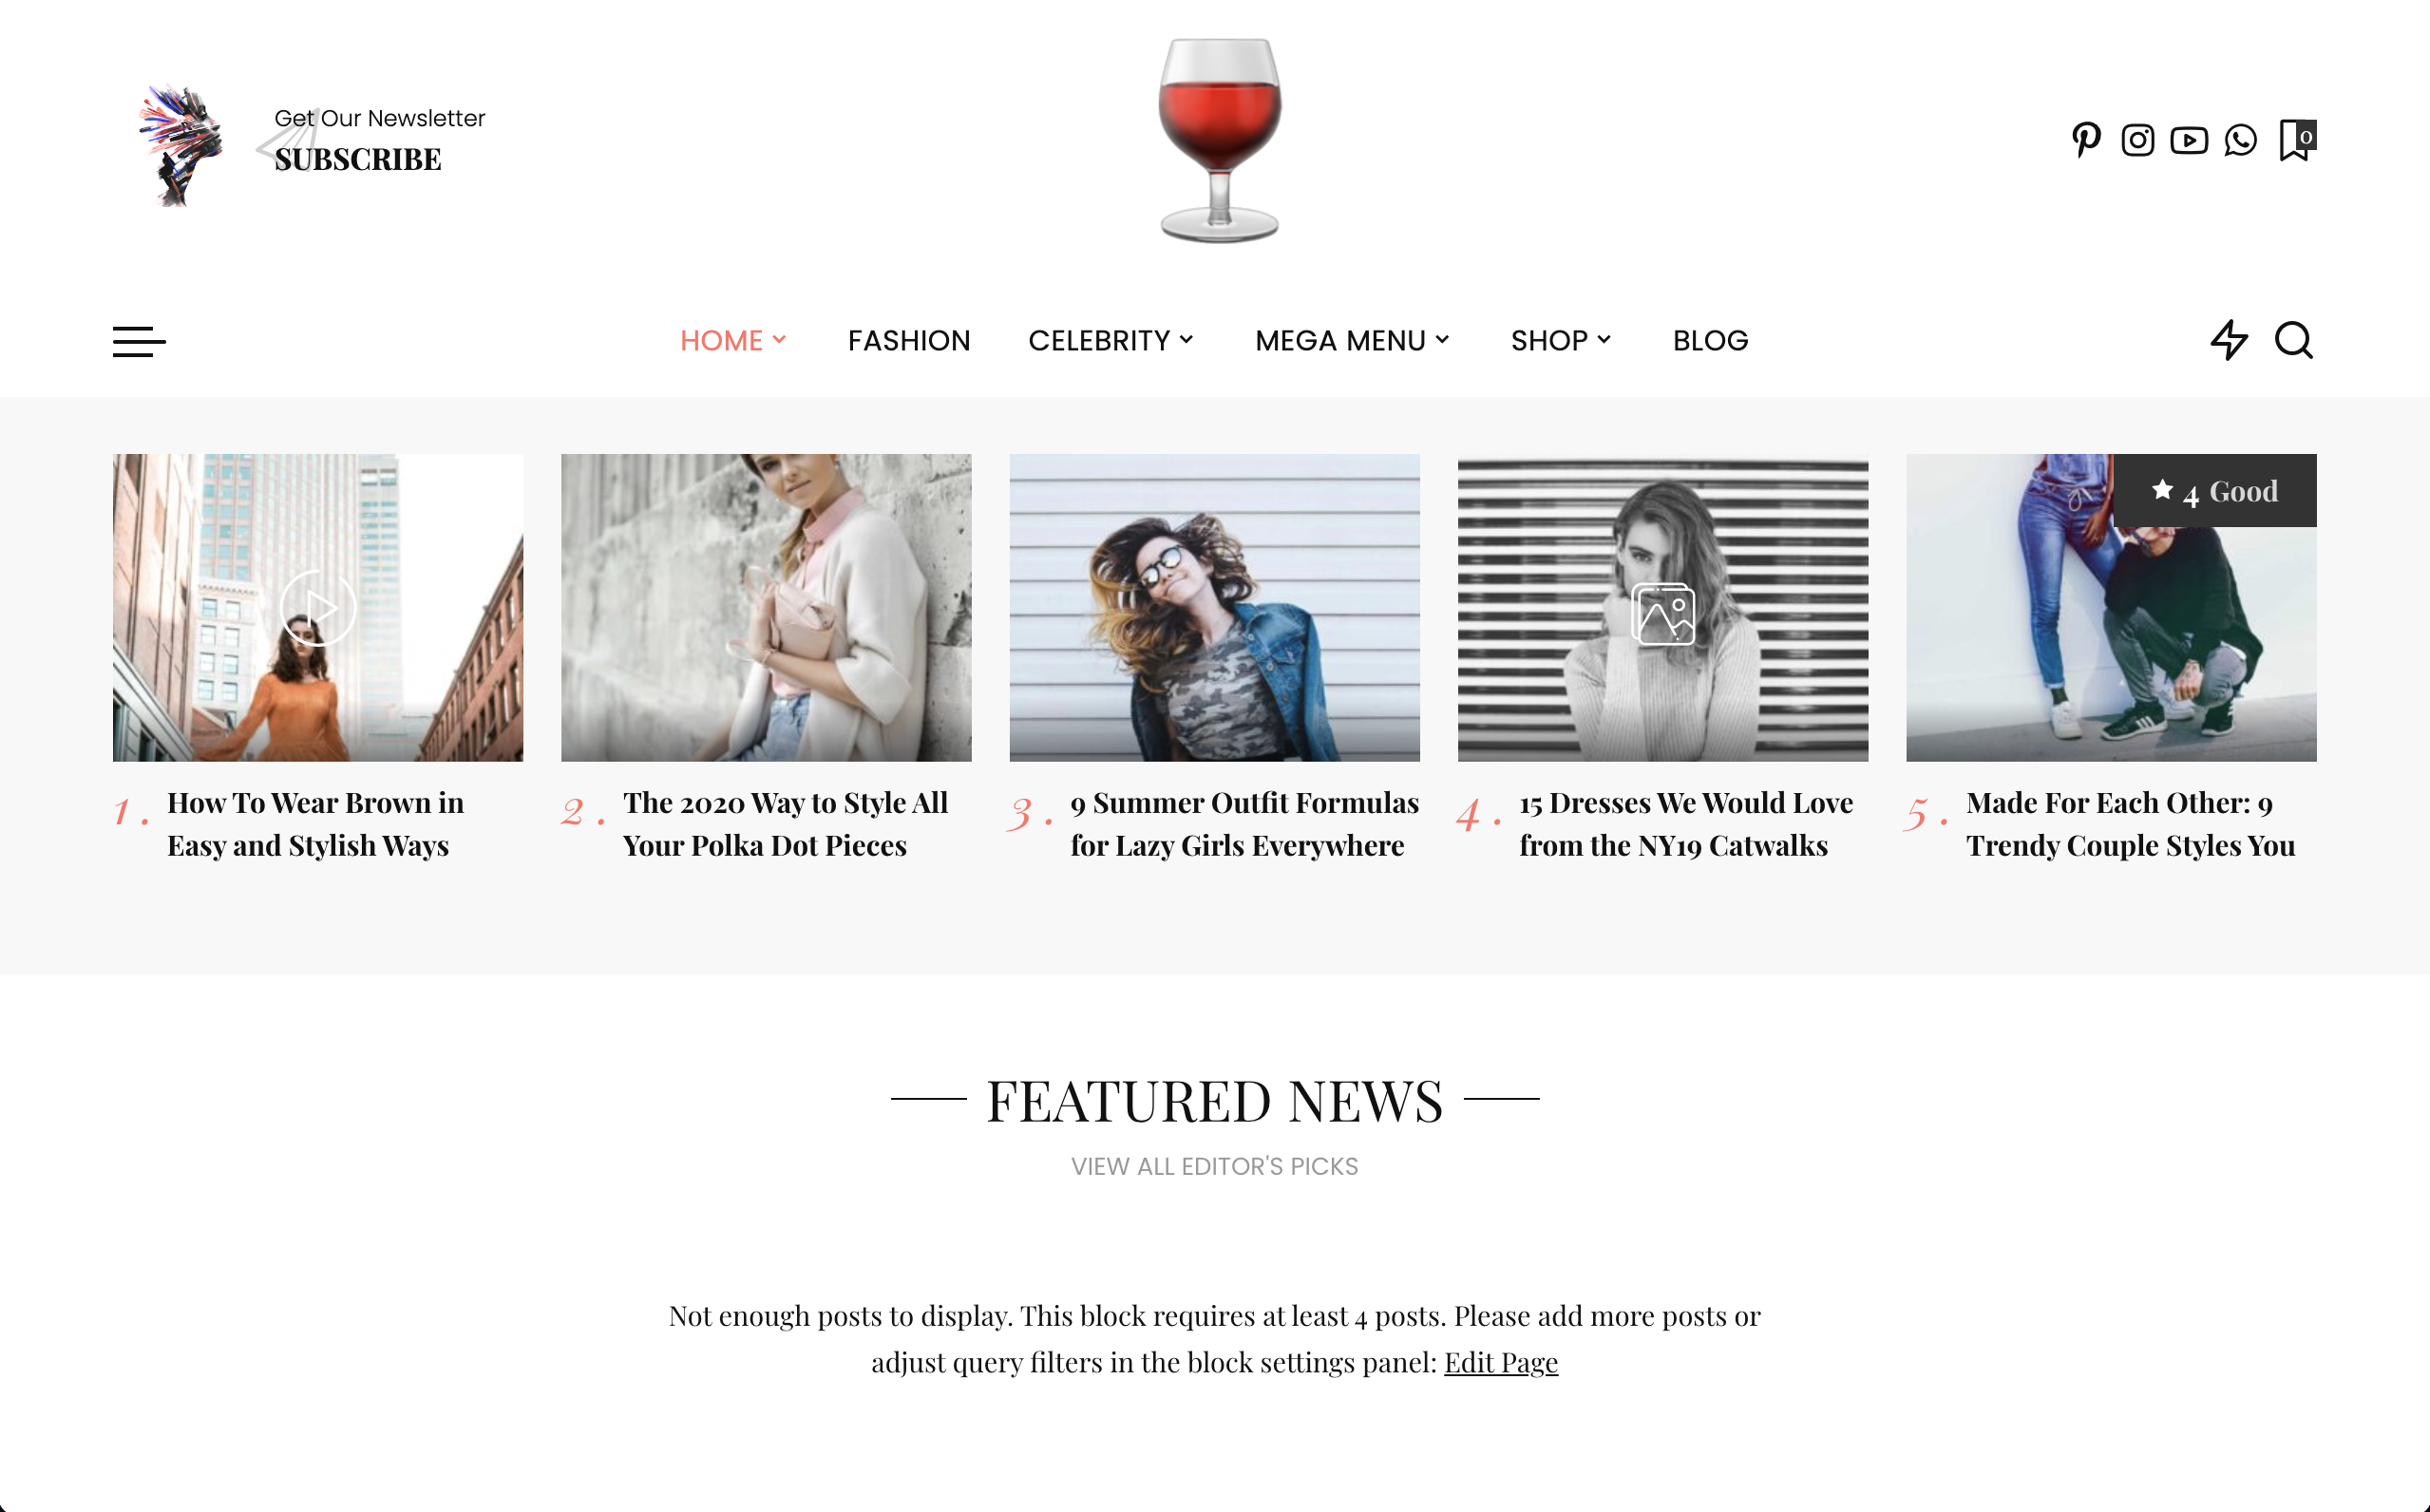 Get Our Newsletter
SUBSCRIBE
0
HOME
FASHION
CELEBRITY
MEGA MENU
SHOP
BLOG
4 Good
1 .
How To Wear Brown in
Easy and Stylish Ways
2 .
The 2020 Way to Style All
Your Polka Dot Pieces
3 .
9 Summer Outfit Formulas
for Lazy Girls Everywhere
4 .
15 Dresses We Would Love
from the NY19 Catwalks
5 .
Made For Each Other: 9
Trendy Couple Styles You
FEATURED NEWS
VIEW ALL EDITOR'S PICKS
Not enough posts to display. This block requires at least 4 posts. Please add more posts or
adjust query filters in the block settings panel: Edit Page